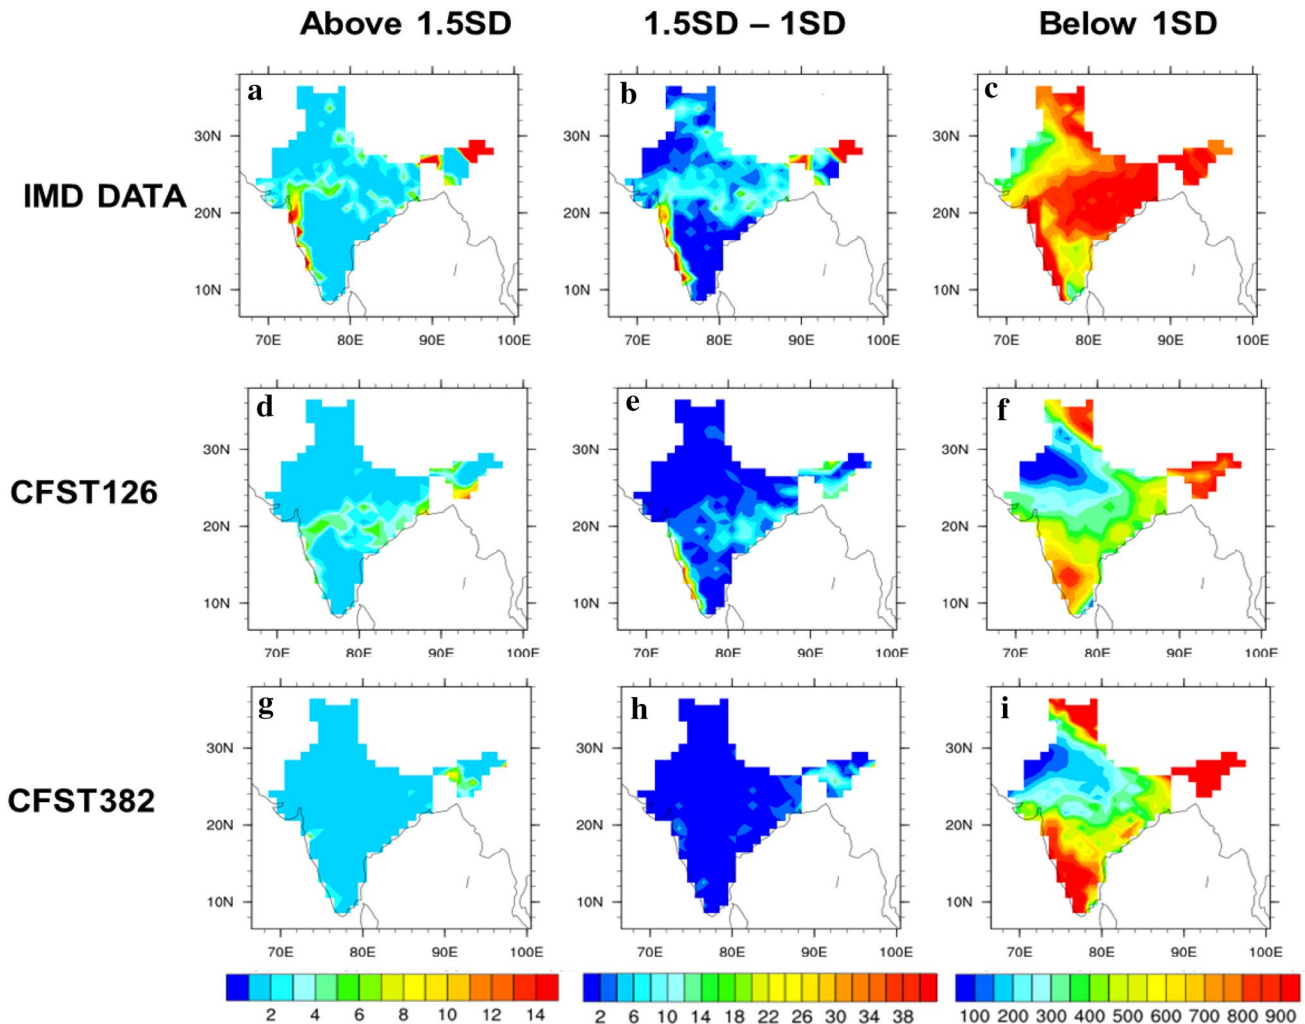 Above 1.5SD 1.5SD – 1SD Below 1SD
a b c
30N 30N 30N
IMD DATA
20N 20N 20N
10N 10N 10N
70E 80E 90E 100E 70E 80E 90E 100E 70E 80E 90E 100E
d e f
30N 30N 30N
CFST126
20N 20N 20N
10N 10N 10N
70E 80E 90E 100E 70E 80E 90E 100E 70E 80E 90E 100E
g h i
30N 30N 30N
CFST382
20N 20N 20N
10N 10N 10N
70E 80E 90E 100E 70E 80E 90E 100E 70E 80E 90E 100E
2 4 6 8 10 12 14 2 6 10 14 18 22 26 30 34 38 100 200 300 400 500 600 700 800 900